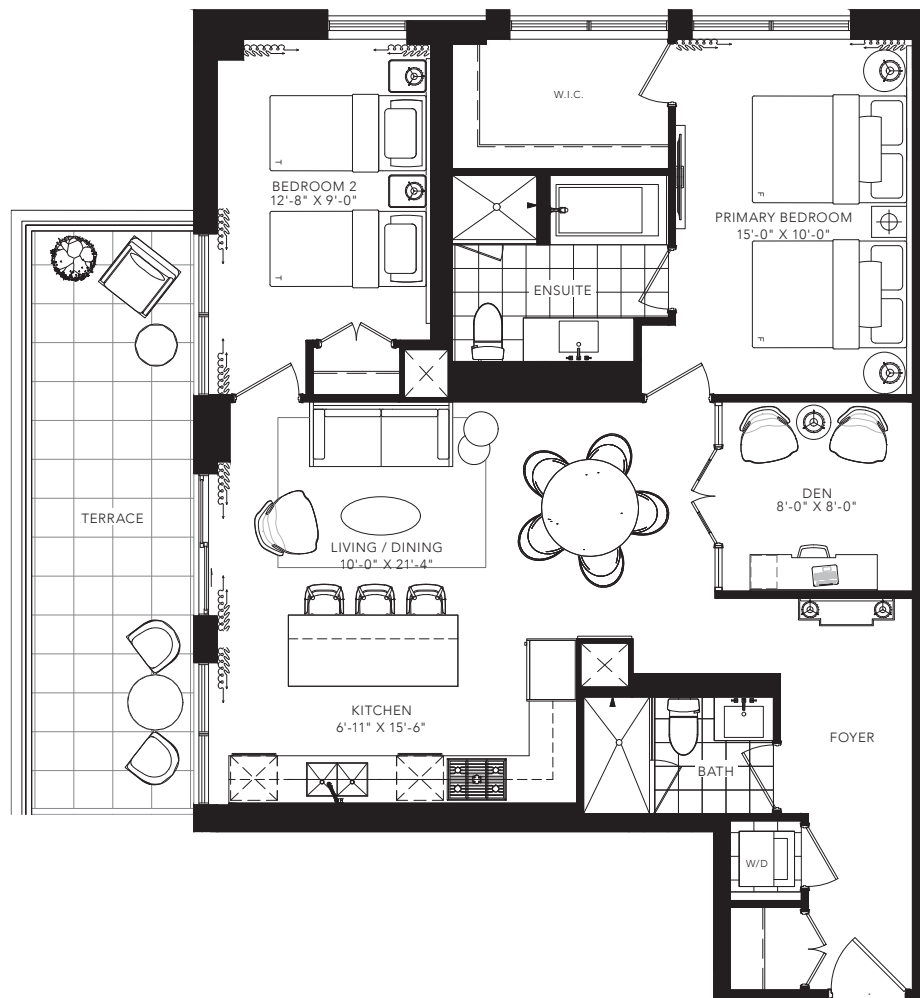 W.I.C.
BEDROOM 2
12'-8" X 9'-0"
T
T
F
PRIMARY BEDROOM
15'-0" X 10'-0"
F
ENSUITE
DEN
8'-0" X 8'-0"
TERRACE
LIVING / DINING
10'-0" X 21'-4"
KITCHEN
6'-11" X 15'-6"
FOYER
BATH
W/D